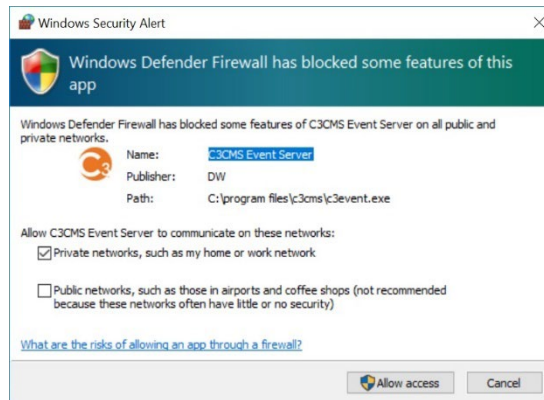 Windows Security Alert
Windows Defender Firewall has blocked some features of this
app
Windows Defender Firewall has blocked some features of C3CMS Event Server on all public and
private networks.
C3
Name: C3CMS Event Server
Publisher: DW
Path: C:\program files\c3cms\c3event.exe
Allow C3CMS Event Server to communicate on these networks:
Private networks, such as my home or work network
Public networks, such as those in airports and coffee shops (not recommended
because these networks often have little or no security)
What are the risks of allowing an app through a firewall?
Allow access Cancel